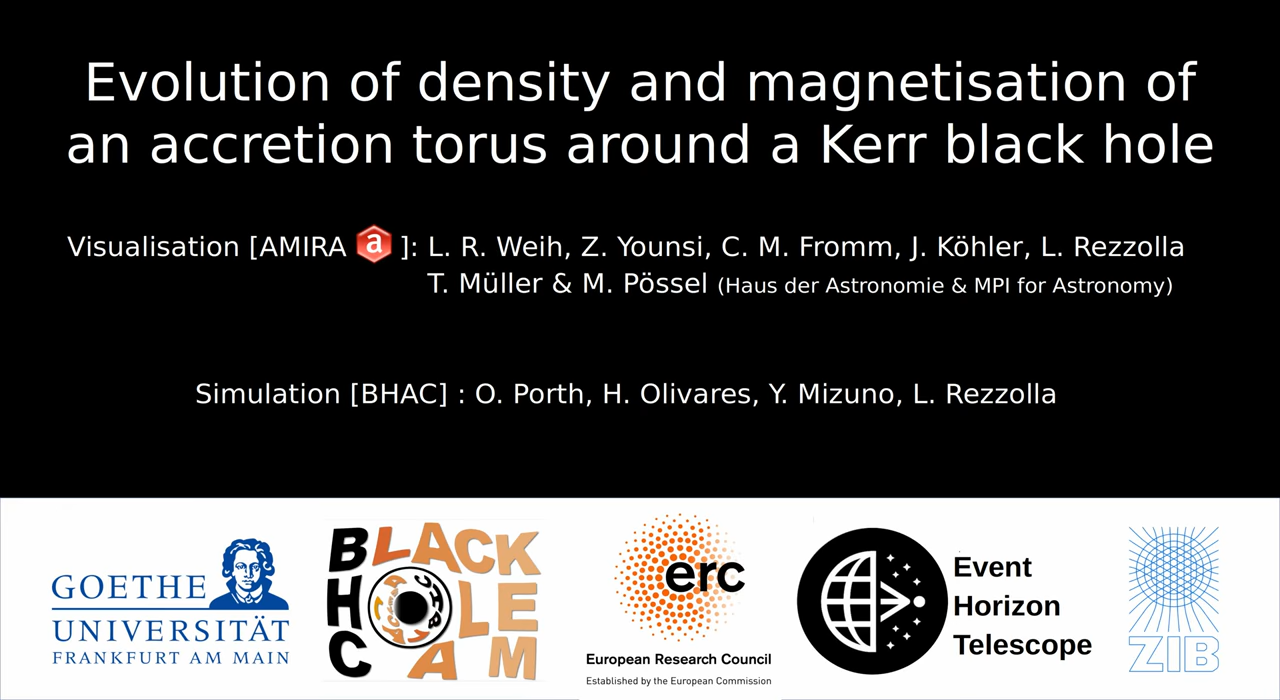 Evolution of density and magnetisation of
an accretion torus around a Kerr black hole
Visualisation [AMIRA a ]: L. R. Weih, Z. Younsi, C. M. Fromm, J. Köhler, L. Rezzolla
T. Müller & M. Pössel (Haus der Astronomie & MPI for Astronomy)
Simulation [BHAC] : O. Porth, H. Olivares, Y. Mizuno, L. Rezzolla
GOETHE
UNIVERSITÄT
FRANKFURT AM MAIN
BLACK
HOLE
CAM
erc
European Research Council
Established by the European Commission
Event
Horizon
Telescope
ZIB